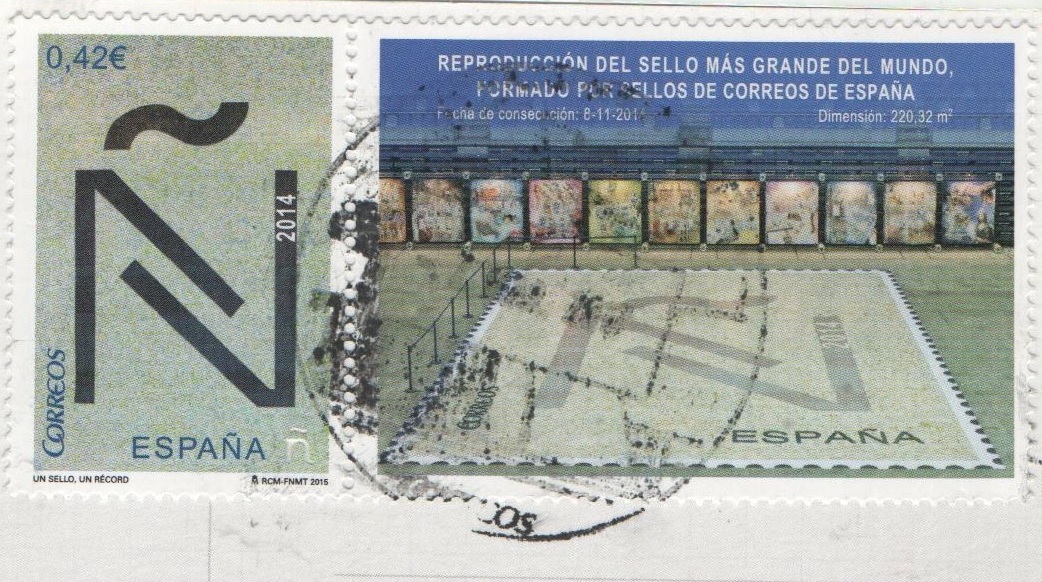 0,42€
Ñ
2014
CORREOS
ESPAÑA
ñ
UN SELLO, UN RÉCORD
RCM-FNMT 2015
REPRODUCCIÓN DEL SELLO MÁS GRANDE DEL MUNDO,
FORMADO POR SELLOS DE CORREOS DE ESPAÑA
Fecha de consecución: 8-11-2014 Dimensión: 220,32 m²
Ñ
CORREOS
ESPAÑA